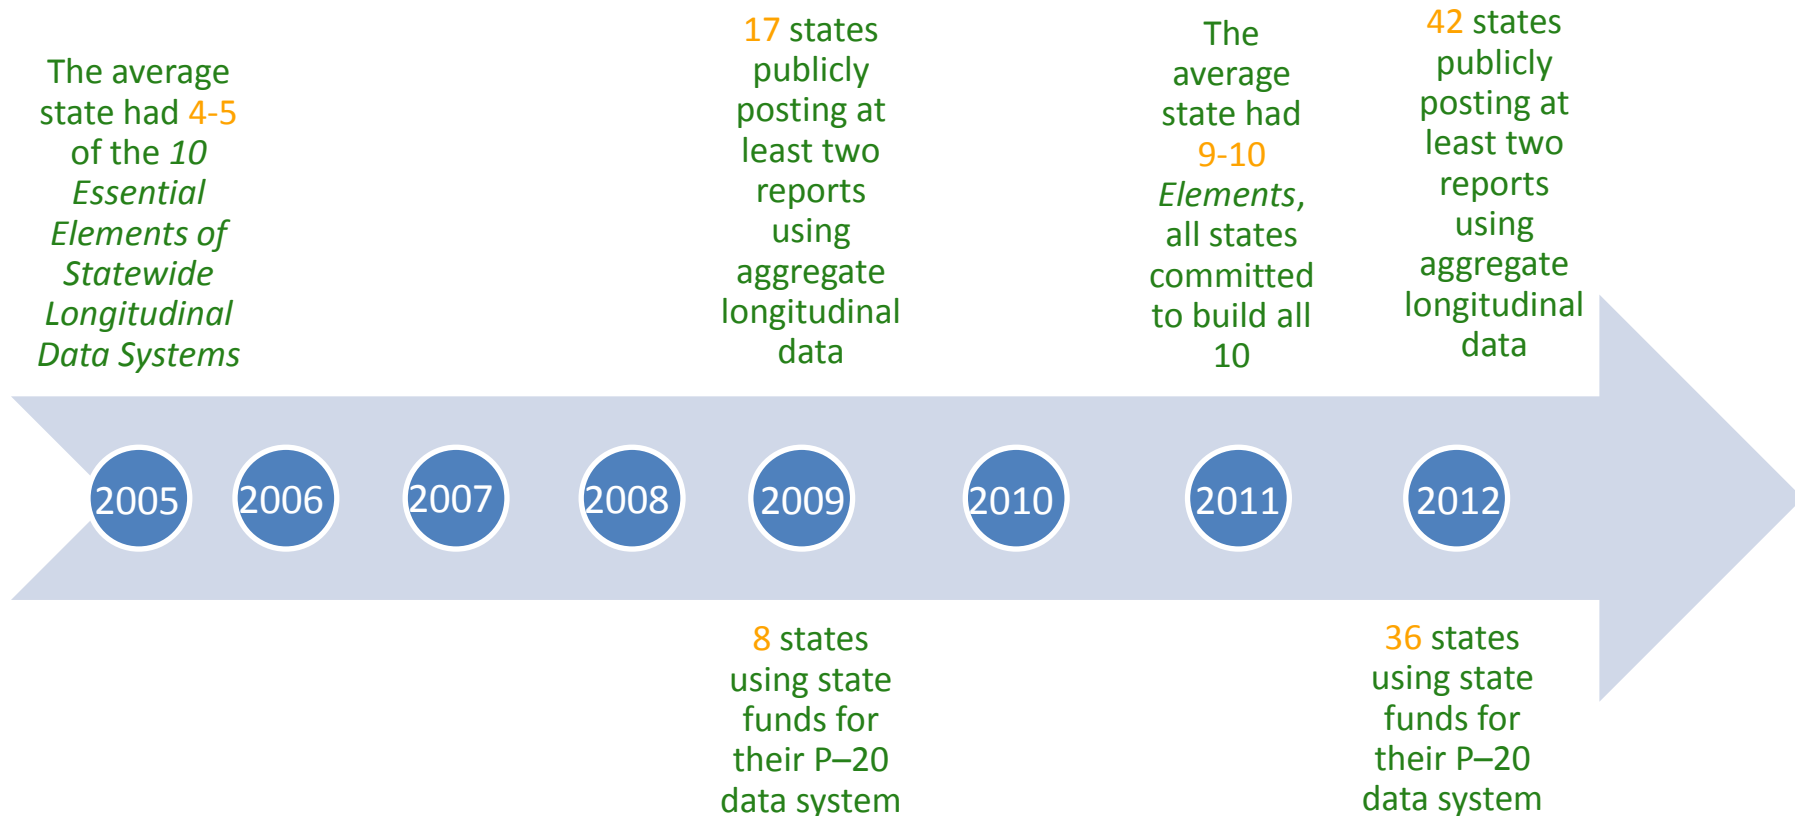 The average
state had 4-5
of the 10
Essential
Elements of
Statewide
Longitudinal
Data Systems
17 states
publicly
posting at
least two
reports
using
aggregate
longitudinal
data
The
average
state had
9-10
Elements,
all states
committed
to build all
10
42 states
publicly
posting at
least two
reports
using
aggregate
longitudinal
data
2005
2006
2007
2008
2009
2010
2011
2012
8 states
using state
funds for
their P–20
data system
36 states
using state
funds for
their P–20
data system